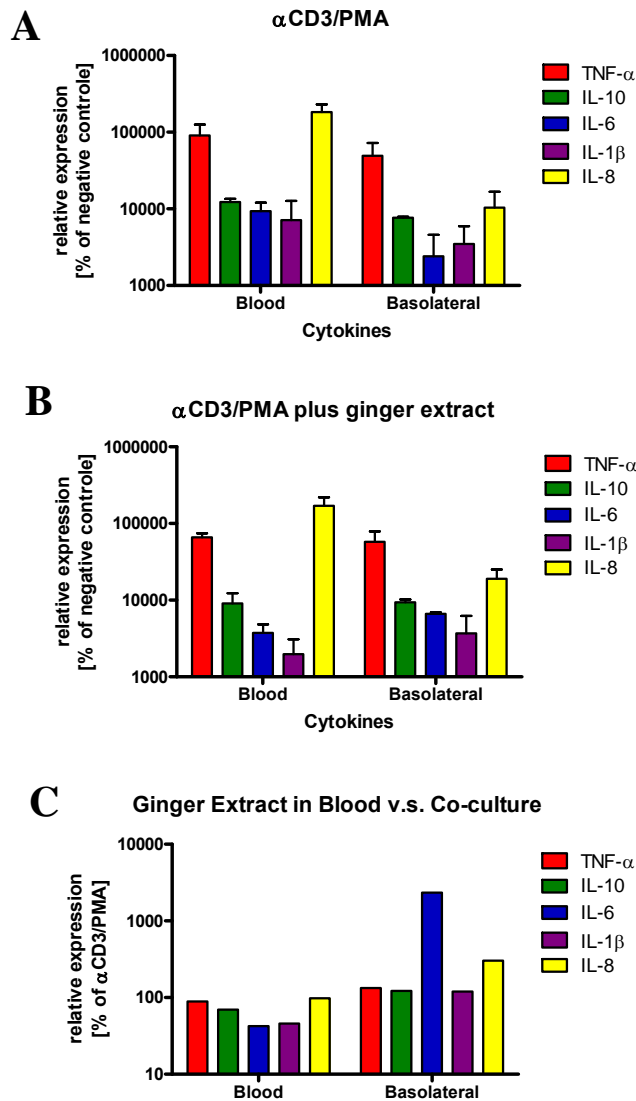 A
αCD3/PMA
relative expression
[% of negative controle]
1000000
100000
10000
1000
Blood
Basolateral
Cytokines
TNF-α
IL-10
IL-6
IL-1β
IL-8
B
αCD3/PMA plus ginger extract
relative expression
[% of negative controle]
1000000
100000
10000
1000
Blood
Basolateral
Cytokines
TNF-α
IL-10
IL-6
IL-1β
IL-8
C
Ginger Extract in Blood v.s. Co-culture
relative expression
[% of αCD3/PMA]
10000
1000
100
10
Blood
Basolateral
TNF-α
IL-10
IL-6
IL-1β
IL-8